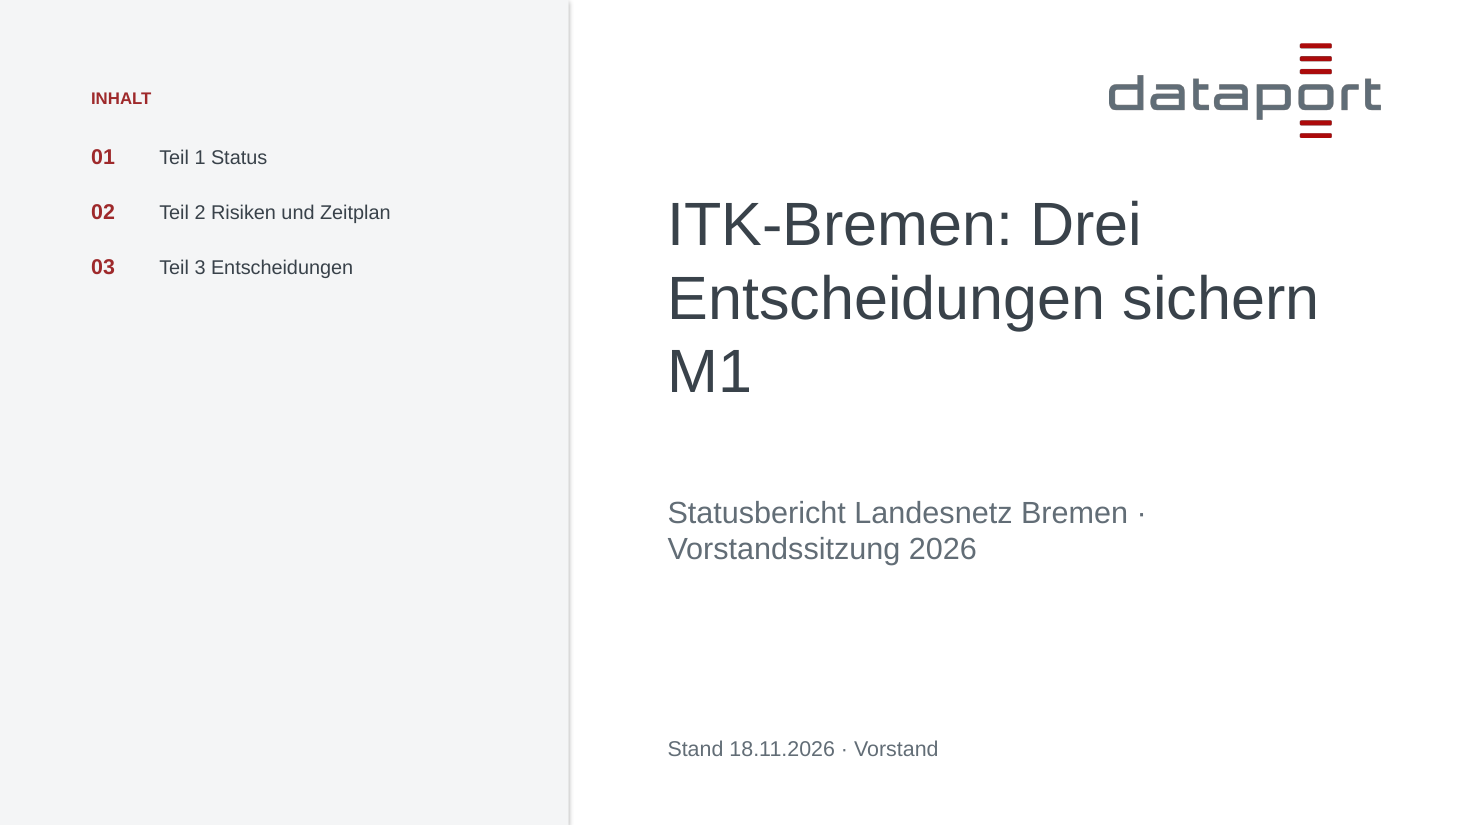 INHALT
01 Teil 1 Status
02 Teil 2 Risiken und Zeitplan
03 Teil 3 Entscheidungen
dataport
ITK-Bremen: Drei
Entscheidungen sichern
M1
Statusbericht Landesnetz Bremen ·
Vorstandssitzung 2026
Stand 18.11.2026 · Vorstand